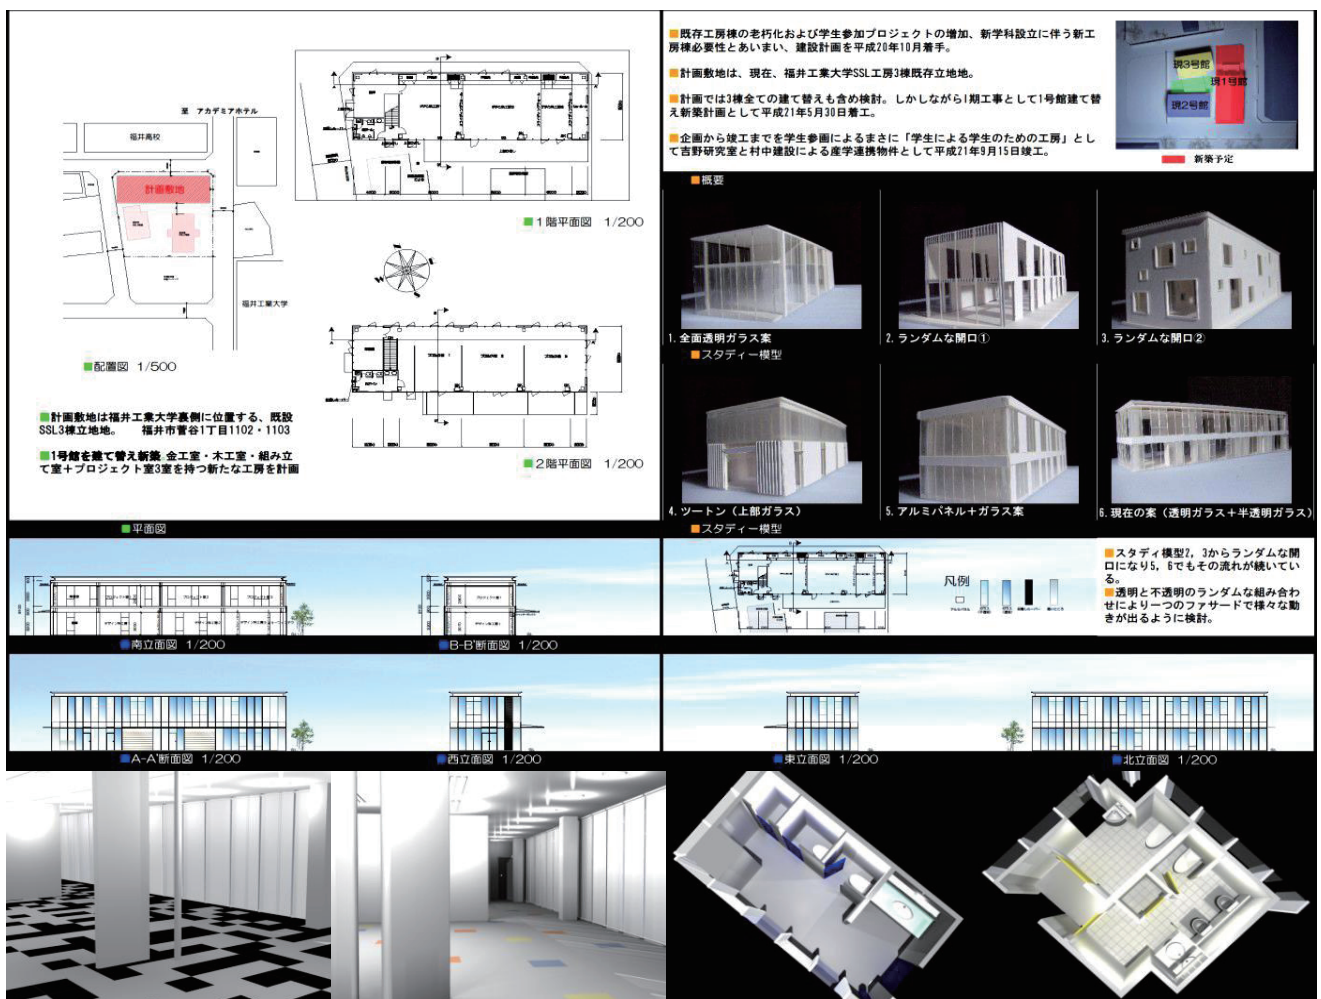 至 アカデミアホテル
福井高校
計画敷地
福井工業大学
■配置図 1/500
■1階平面図 1/200
■2階平面図 1/200
■計画敷地は福井工業大学裏側に位置する、既設
SSL3棟立地地。 福井市菅谷1丁目1102・1103
■1号館を建て替え新築。金工室・木工室・組み立
て室+プロジェクト室3室を持つ新たな工房を計画
■平面図
■既存工房棟の老朽化および学生参加プロジェクトの増加、新学科設立に伴う新工
房棟必要性とあいまい、建設計画を平成20年10月着手。
■計画敷地は、現在、福井工業大学SSL工房3棟既存立地地。
■計画では3棟全ての建て替えも含め検討。しかしながらI期工事として1号館建て替
え新築計画として平成21年5月30日着工。
■企画から竣工までを学生参画によるまさに「学生による学生のための工房」とし
て吉野研究室と村中建設による産学連携物件として平成21年9月15日竣工。
現3号館
現1号館
現2号館
新築予定
■概要
1. 全面透明ガラス案
2. ランダムな開口①
3. ランダムな開口②
■スタディー模型
4. ツートン（上部ガラス）
5. アルミパネル+ガラス案
6. 現在の案（透明ガラス+半透明ガラス）
■スタディー模型
■南立面図 1/200
■B-B'断面図 1/200
凡例
■スタディ模型2, 3からランダムな開
口になり5, 6でもその流れが続いてい
る。
■透明と不透明のランダムな組み合わ
せにより一つのファサードで様々な動
きが出るように検討。
■A-A'断面図 1/200
■西立面図 1/200
■東立面図 1/200
■北立面図 1/200